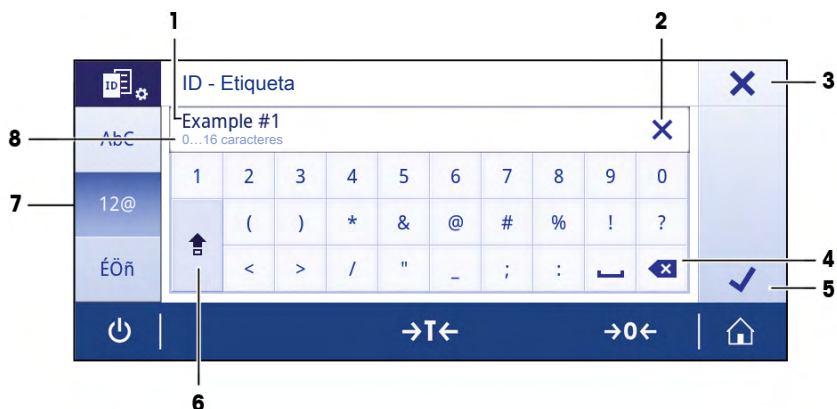 1 2
ID
ID - Etiqueta
3
Example #1
0...16 caracteres
8
AbC
1 2 3 4 5 6 7 8 9 0
7
12@
( ) * & @ # % ! ?
ÉÖñ
< > / " _ ; :
4
5
→T←
→0←
6